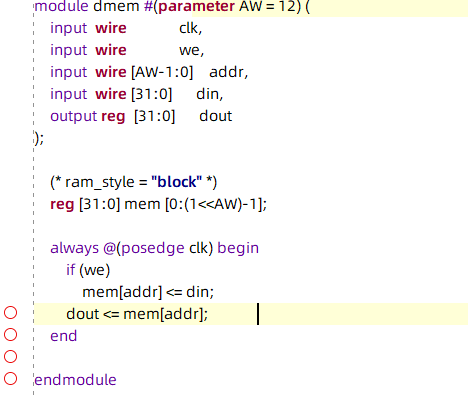 module dmem #(parameter AW = 12) (
input wire clk,
input wire we,
input wire [AW-1:0] addr,
input wire [31:0] din,
output reg [31:0] dout
);
(* ram_style = "block" *)
reg [31:0] mem [0:(1<<AW)-1];
always @(posedge clk) begin
if (we)
mem[addr] <= din;
dout <= mem[addr];
end
endmodule